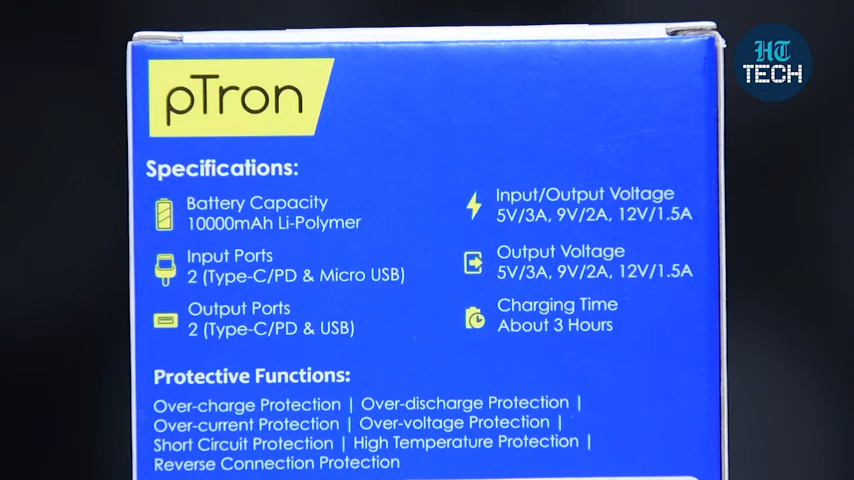 HT
TECH
pTron
Specifications:
Battery Capacity
10000mAh Li-Polymer
Input Ports
2 (Type-C/PD & Micro USB)
Output Ports
2 (Type-C/PD & USB)
Input/Output Voltage
5V/3A, 9V/2A, 12V/1.5A
Output Voltage
5V/3A, 9V/2A, 12V/1.5A
Charging Time
About 3 Hours
Protective Functions:
Over-charge Protection | Over-discharge Protection |
Over-current Protection | Over-voltage Protection |
Short Circuit Protection | High Temperature Protection |
Reverse Connection Protection